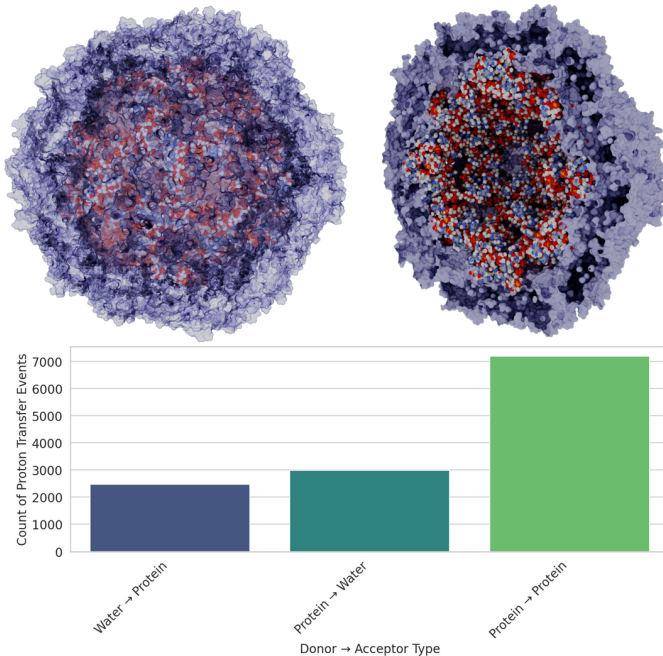 Count of Proton Transfer Events
7000
6000
5000
4000
3000
2000
1000
0
Water → Protein
Protein → Water
Protein → Protein
Donor → Acceptor Type